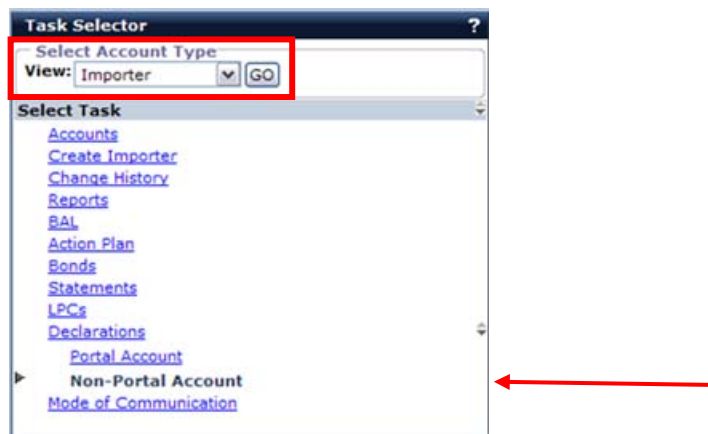 Task Selector ?
Select Account Type
View: Importer GO
Select Task
Accounts
Create Importer
Change History
Reports
BAL
Action Plan
Bonds
Statements
LPCs
Declarations
Portal Account
Non-Portal Account
Mode of Communication